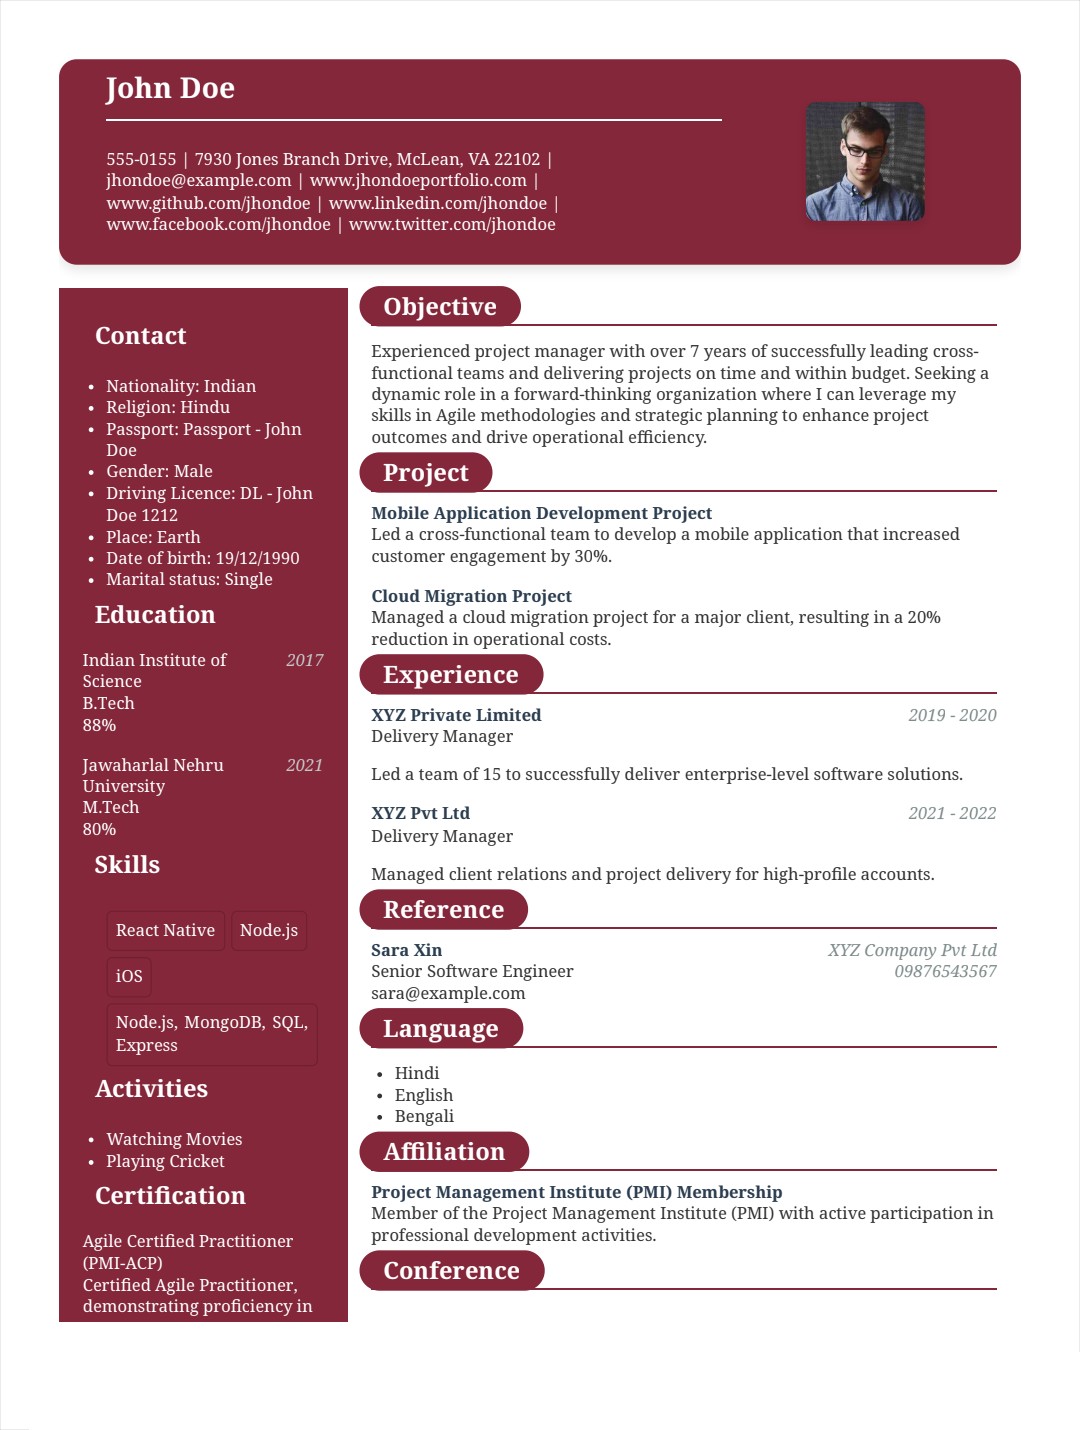 John Doe
555-0155 | 7930 Jones Branch Drive, McLean, VA 22102 |
jhondoe@example.com | www.jhondoeportfolio.com |
www.github.com/jhondoe | www.linkedin.com/jhondoe |
www.facebook.com/jhondoe | www.twitter.com/jhondoe
Contact
• Nationality: Indian
• Religion: Hindu
• Passport: Passport - John
Doe
• Gender: Male
• Driving Licence: DL - John
Doe 1212
• Place: Earth
• Date of birth: 19/12/1990
• Marital status: Single
Education
Indian Institute of 2017
Science
B.Tech
88%
Jawaharlal Nehru 2021
University
M.Tech
80%
Skills
React Native Node.js
iOS
Node.js, MongoDB, SQL,
Express
Activities
• Watching Movies
• Playing Cricket
Certification
Agile Certified Practitioner
(PMI-ACP)
Certified Agile Practitioner,
demonstrating proficiency in
Objective
Experienced project manager with over 7 years of successfully leading cross-
functional teams and delivering projects on time and within budget. Seeking a
dynamic role in a forward-thinking organization where I can leverage my
skills in Agile methodologies and strategic planning to enhance project
outcomes and drive operational efficiency.
Project
Mobile Application Development Project
Led a cross-functional team to develop a mobile application that increased
customer engagement by 30%.
Cloud Migration Project
Managed a cloud migration project for a major client, resulting in a 20%
reduction in operational costs.
Experience
XYZ Private Limited 2019 - 2020
Delivery Manager
Led a team of 15 to successfully deliver enterprise-level software solutions.
XYZ Pvt Ltd 2021 - 2022
Delivery Manager
Managed client relations and project delivery for high-profile accounts.
Reference
Sara Xin XYZ Company Pvt Ltd
Senior Software Engineer 09876543567
sara@example.com
Language
• Hindi
• English
• Bengali
Affiliation
Project Management Institute (PMI) Membership
Member of the Project Management Institute (PMI) with active participation in
professional development activities.
Conference